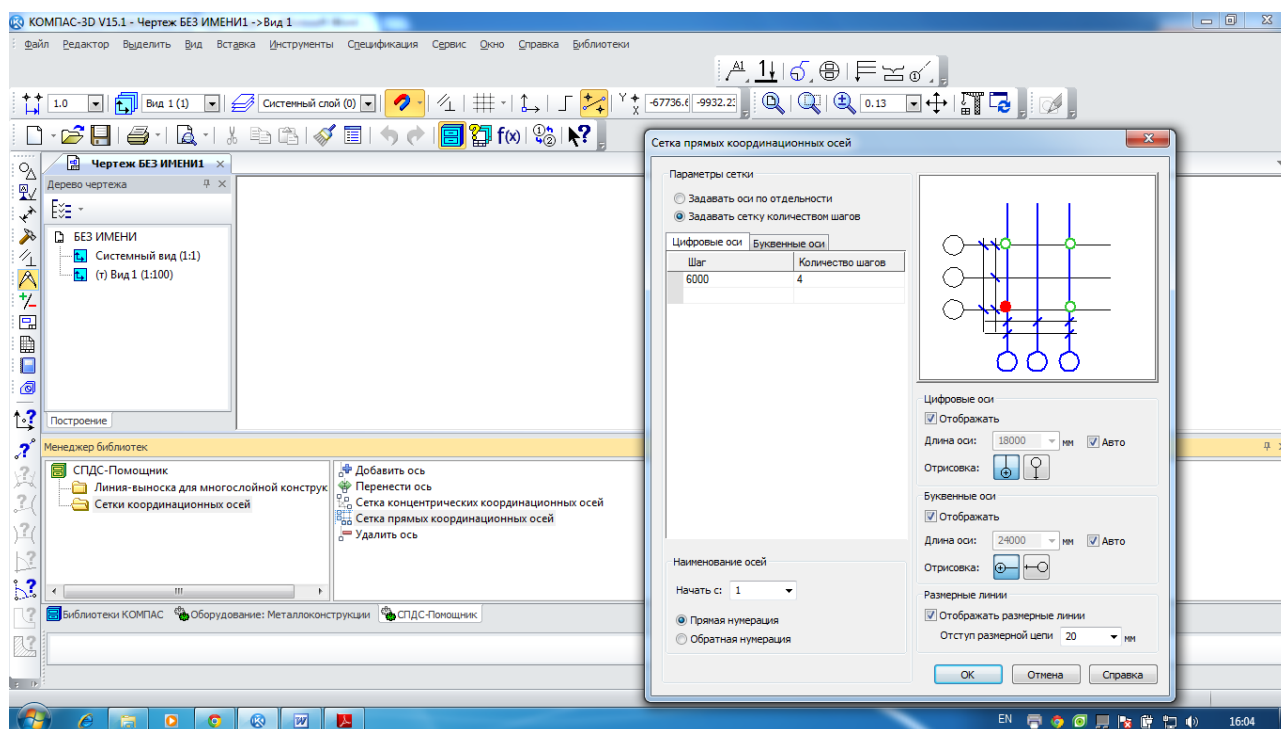 КОМПАС-3D V15.1 - Чертеж БЕЗ ИМЕНИ1 ->Вид 1
Файл Редактор Выделить Вид Вставка Инструменты Спецификация Сервис Окно Справка Библиотеки
1.0 Вид 1 (1) Системный слой (0) Y X -67736.6 -9932.23 0.13
f(x)
Чертеж БЕЗ ИМЕНИ1
Дерево чертежа
БЕЗ ИМЕНИ
Системный вид (1:1)
(т) Вид 1 (1:100)
Построение
Менеджер библиотек
СПДС-Помощник
Линия-выноска для многослойной конструк
Сетки координационных осей
Добавить ось
Перенести ось
Сетка концентрических координационных осей
Сетка прямых координационных осей
Удалить ось
Библиотеки КОМПАС Оборудование: Металлоконструкции СПДС-Помощник
Сетка прямых координационных осей
Параметры сетки
Задавать оси по отдельности
Задавать сетку количеством шагов
Цифровые оси Буквенные оси
Шаг Количество шагов
6000 4
Наименование осей
Начать с: 1
Прямая нумерация
Обратная нумерация
Цифровые оси
Отображать
Длина оси: 18000 мм Авто
Отрисовка:
Буквенные оси
Отображать
Длина оси: 24000 мм Авто
Отрисовка:
Размерные линии
Отображать размерные линии
Отступ размерной цепи 20 мм
ОК Отмена Справка
EN 16:04